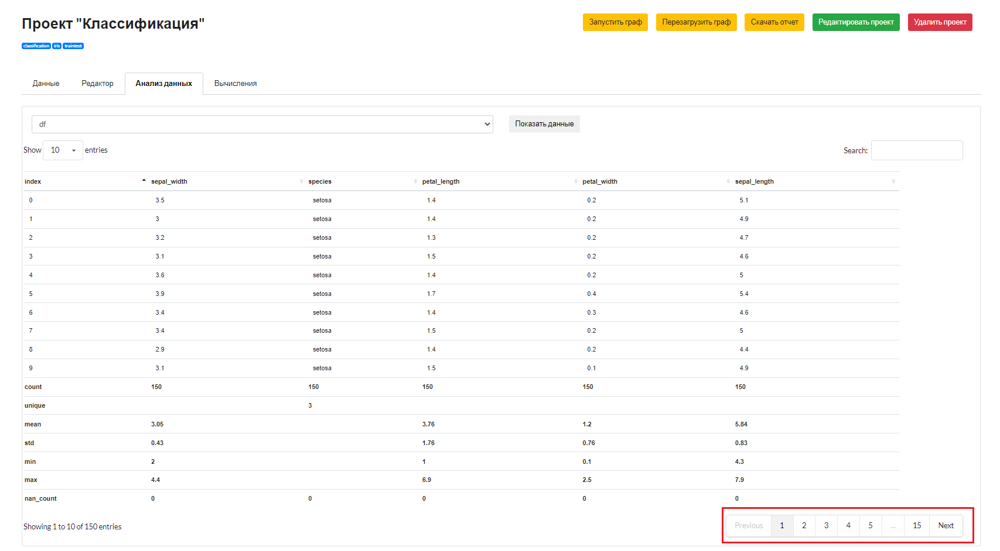 Проект "Классификация"
Запустить граф Перезагрузить граф Скачать отчет Редактировать проект Удалить проект
classification iris traintest
Данные Редактор Анализ данных Вычисления
df Показать данные
Show 10 entries Search:
index sepal_width species petal_length petal_width sepal_length
0 3.5 setosa 1.4 0.2 5.1
1 3 setosa 1.4 0.2 4.9
2 3.2 setosa 1.3 0.2 4.7
3 3.1 setosa 1.5 0.2 4.6
4 3.6 setosa 1.4 0.2 5
5 3.9 setosa 1.7 0.4 5.4
6 3.4 setosa 1.4 0.3 4.6
7 3.4 setosa 1.5 0.2 5
8 2.9 setosa 1.4 0.2 4.4
9 3.1 setosa 1.5 0.1 4.9
count 150 150 150 150 150
unique 3
mean 3.05 3.76 1.2 5.84
std 0.43 1.76 0.76 0.83
min 2 1 0.1 4.3
max 4.4 6.9 2.5 7.9
nan_count 0 0 0 0 0
Showing 1 to 10 of 150 entries Previous 1 2 3 4 5 ... 15 Next